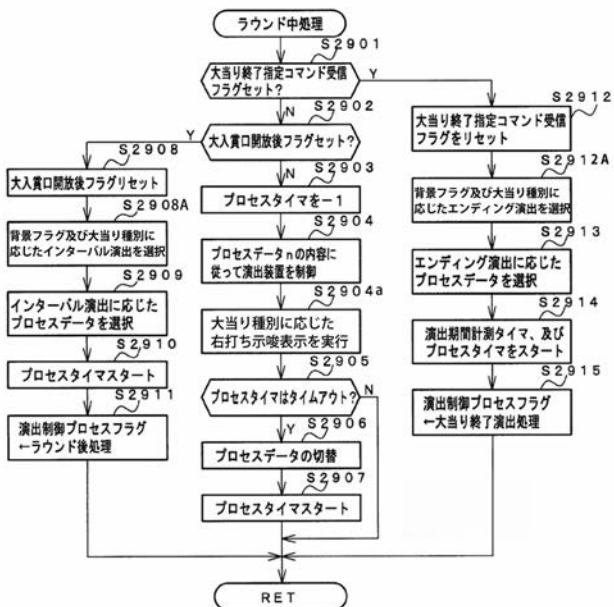 ラウンド中処理
S2901
大当り終了指定コマンド受信
フラグセット?
Y
N
S2902
大入賞口開放後フラグセット?
Y
N
S2903
プロセスタイマを-1
S2904
プロセスデータnの内容に
従って演出装置を制御
S2904a
大当り種別に応じた
右打ち示唆表示を実行
S2905
プロセスタイマはタイムアウト?
N
Y
S2906
プロセスデータの切替
S2907
プロセスタイマスタート
S2908
大入賞口開放後フラグリセット
S2908A
背景フラグ及び大当り種別に
応じたインターバル演出を選択
S2909
インターバル演出に応じた
プロセスデータを選択
S2910
プロセスタイマスタート
S2911
演出制御プロセスフラグ
←ラウンド後処理
S2912
大当り終了指定コマンド受信
フラグをリセット
S2912A
背景フラグ及び大当り種別に
応じたエンディング演出を選択
S2913
エンディング演出に応じた
プロセスデータを選択
S2914
演出期間計測タイマ、及び
プロセスタイマをスタート
S2915
演出制御プロセスフラグ
←大当り終了演出処理
RET